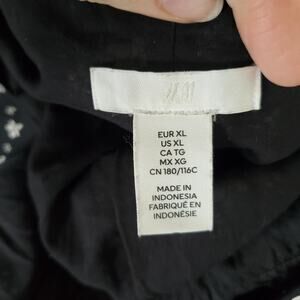 H&M
EUR XL
US XL
CA TG
MX XG
CN 180/116C
MADE IN
INDONESIA
FABRIQUÉ EN
INDONÉSIE